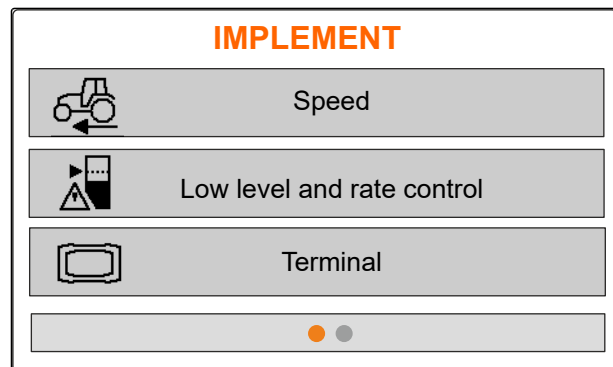 IMPLEMENT
Speed
Low level and rate control
Terminal